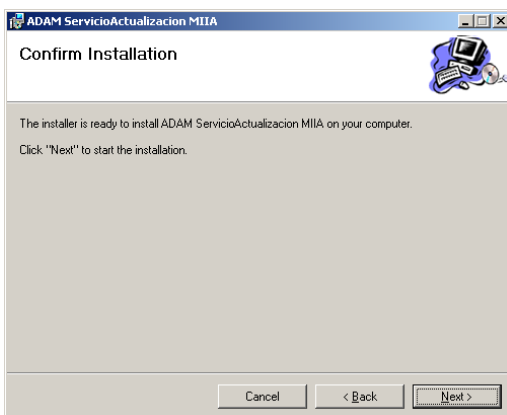 ADAM ServicioActualizacion MIIA
Confirm Installation
The installer is ready to install ADAM ServicioActualizacion MIIA on your computer.
Click "Next" to start the installation.
Cancel
< Back
Next >